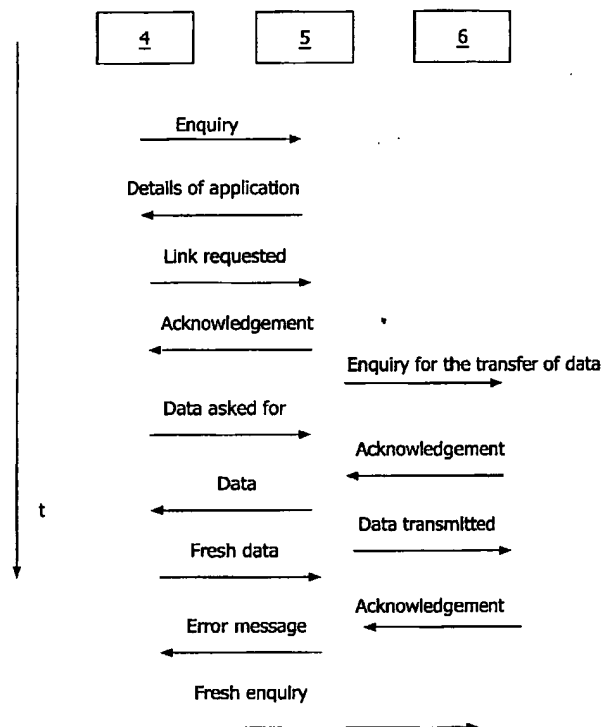 4 5 6
Enquiry
Details of application
Link requested
Acknowledgement
Enquiry for the transfer of data
Data asked for
Acknowledgement
Data
t
Data transmitted
Fresh data
Acknowledgement
Error message
Fresh enquiry